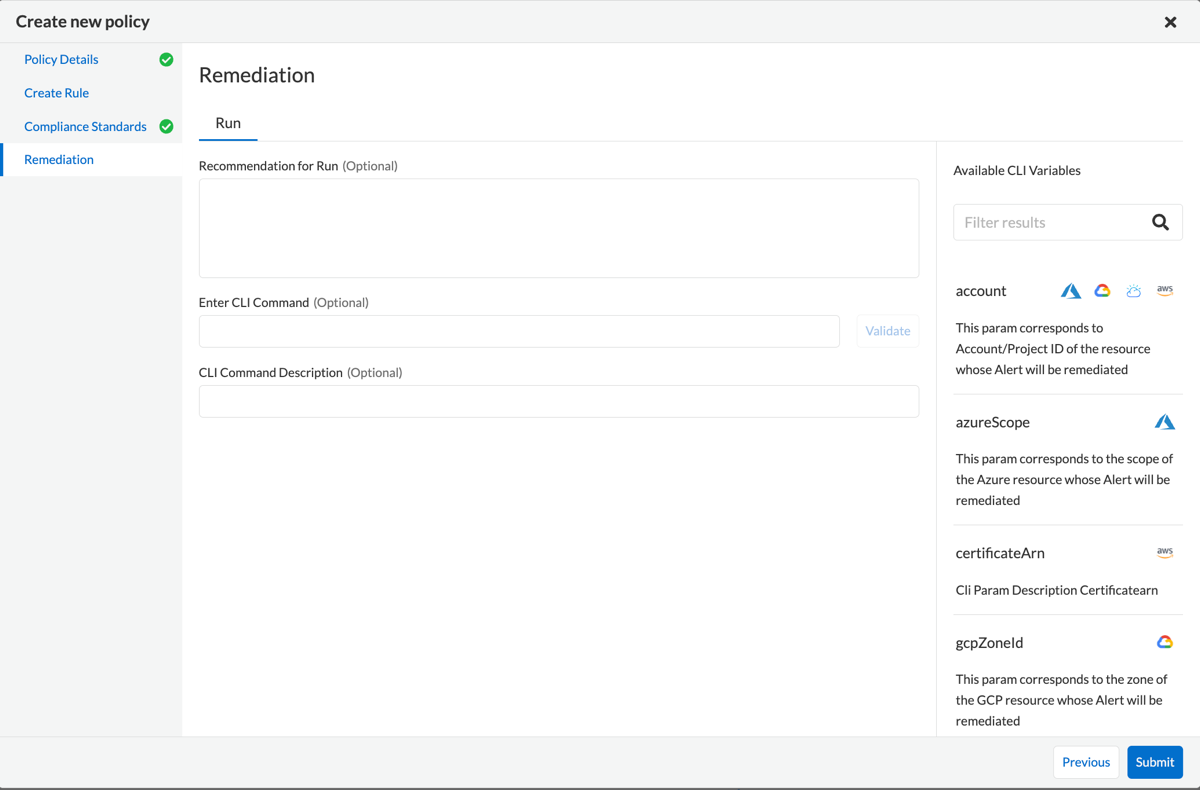 Create new policy
Policy Details
Create Rule
Compliance Standards
Remediation
Remediation
Run
Recommendation for Run (Optional)
Enter CLI Command (Optional)
Validate
CLI Command Description (Optional)
Available CLI Variables
Filter results
account
aws
This param corresponds to
Account/Project ID of the resource
whose Alert will be remediated
azureScope
This param corresponds to the scope of
the Azure resource whose Alert will be
remediated
certificateArn
aws
Cli Param Description Certificatearn
gcpZoneId
This param corresponds to the zone of
the GCP resource whose Alert will be
remediated
Previous
Submit